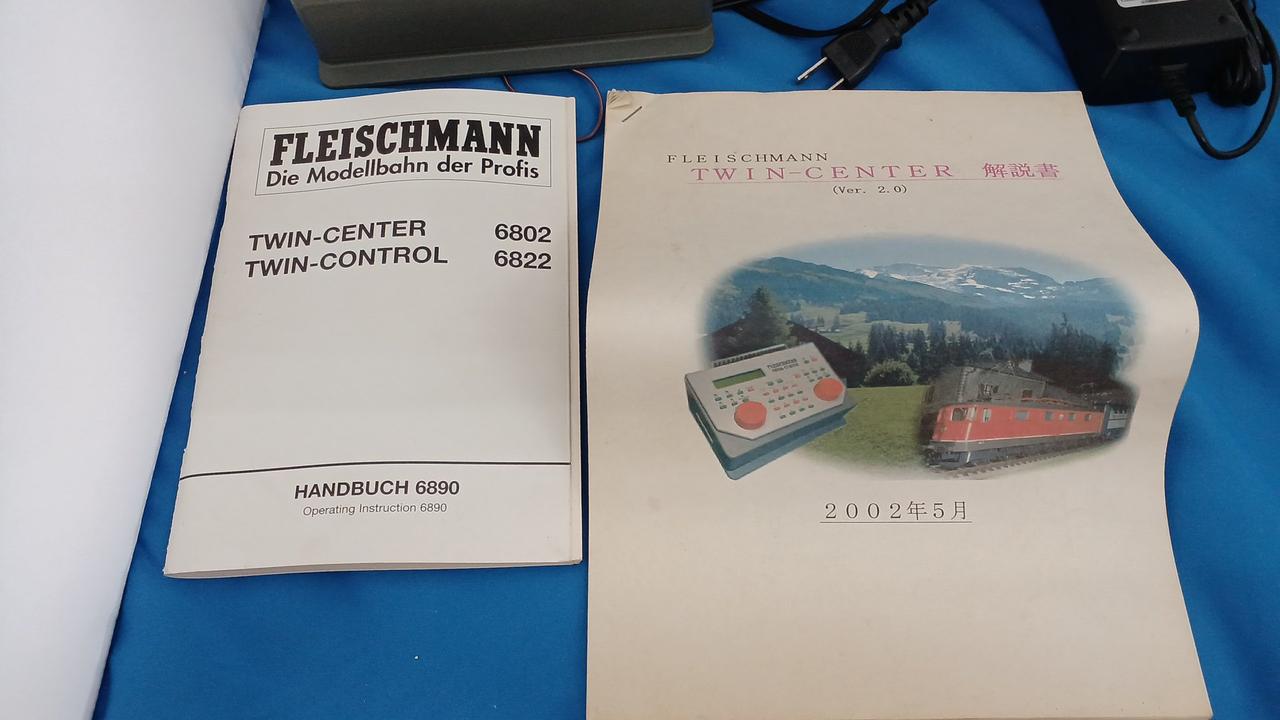 FLEISCHMANN
Die Modellbahn der Profis
TWIN-CENTER 6802
TWIN-CONTROL 6822
HANDBUCH 6890
Operating Instruction 6890
FLEISCHMANN
TWIN-CENTER 解説書
(Ver. 2.0)
FLEISCHMANN
２００２年５月